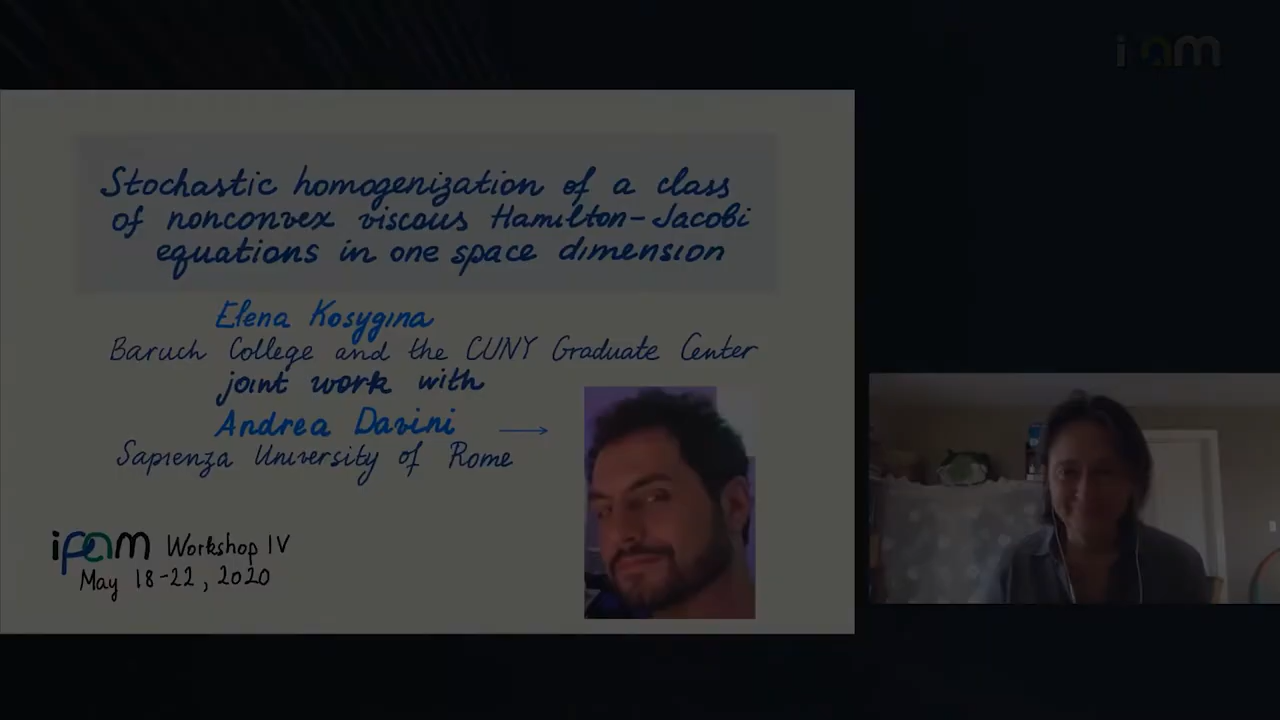 ipam
Stochastic homogenization of a class
of nonconvex viscous Hamilton-Jacobi
equations in one space dimension
Elena Kosygina
Baruch College and the CUNY Graduate Center
joint work with
Andrea Davini
Sapienza University of Rome
ipam Workshop IV
May 18-22, 2020